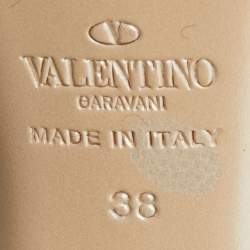 VALENTINO
GARAVANI
MADE IN ITALY
38